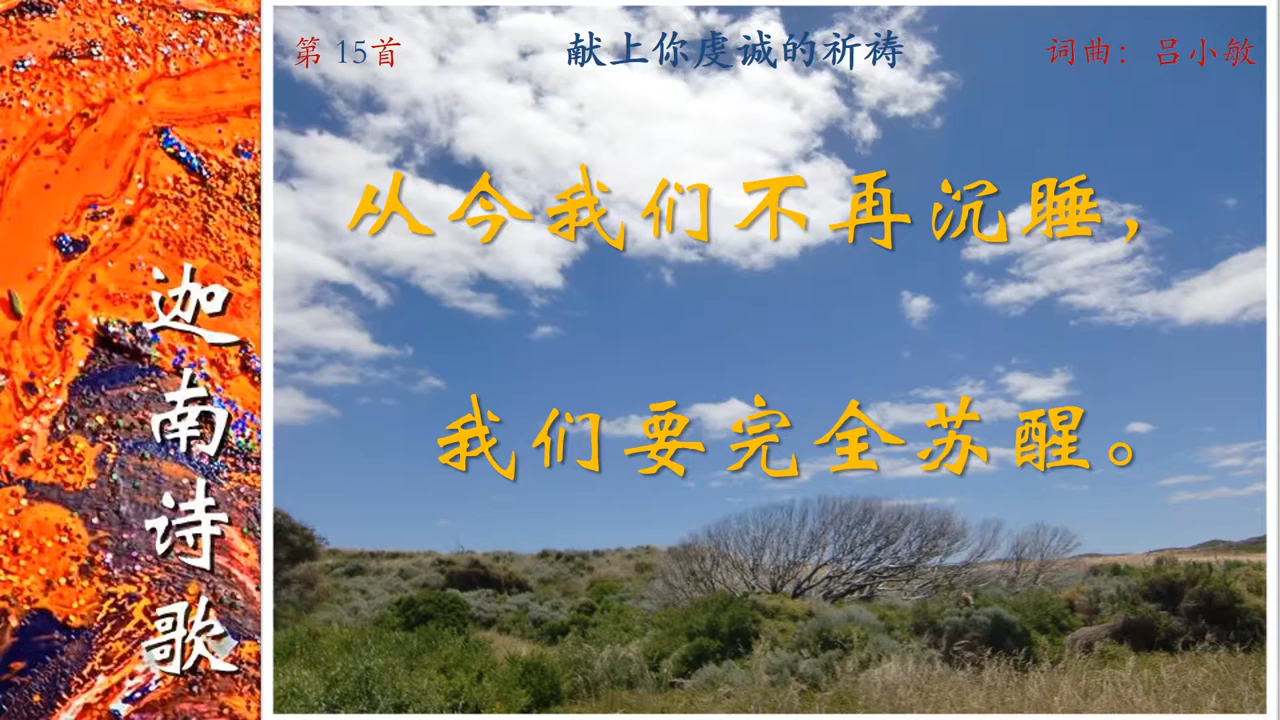 第 15首
献上你虔诚的祈祷
词曲：吕小敏
从今我们不再沉睡，
我们要完全苏醒。
迦南诗歌